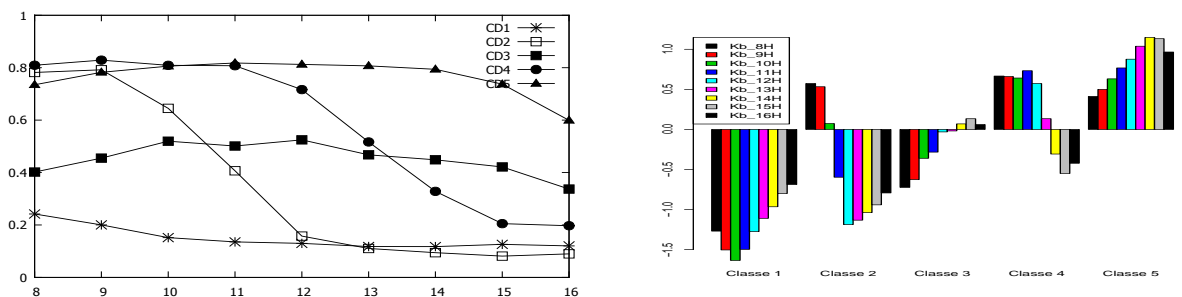 1
0.8
0.6
0.4
0.2
0
8 9 10 11 12 13 14 15 16
CD1
CD2
CD3
CD4
CD5
1.0
0.5
0.0
−0.5
−1.0
−1.5
Kb_8H
Kb_9H
Kb_10H
Kb_11H
Kb_12H
Kb_13H
Kb_14H
Kb_15H
Kb_16H
Classe 1 Classe 2 Classe 3 Classe 4 Classe 5